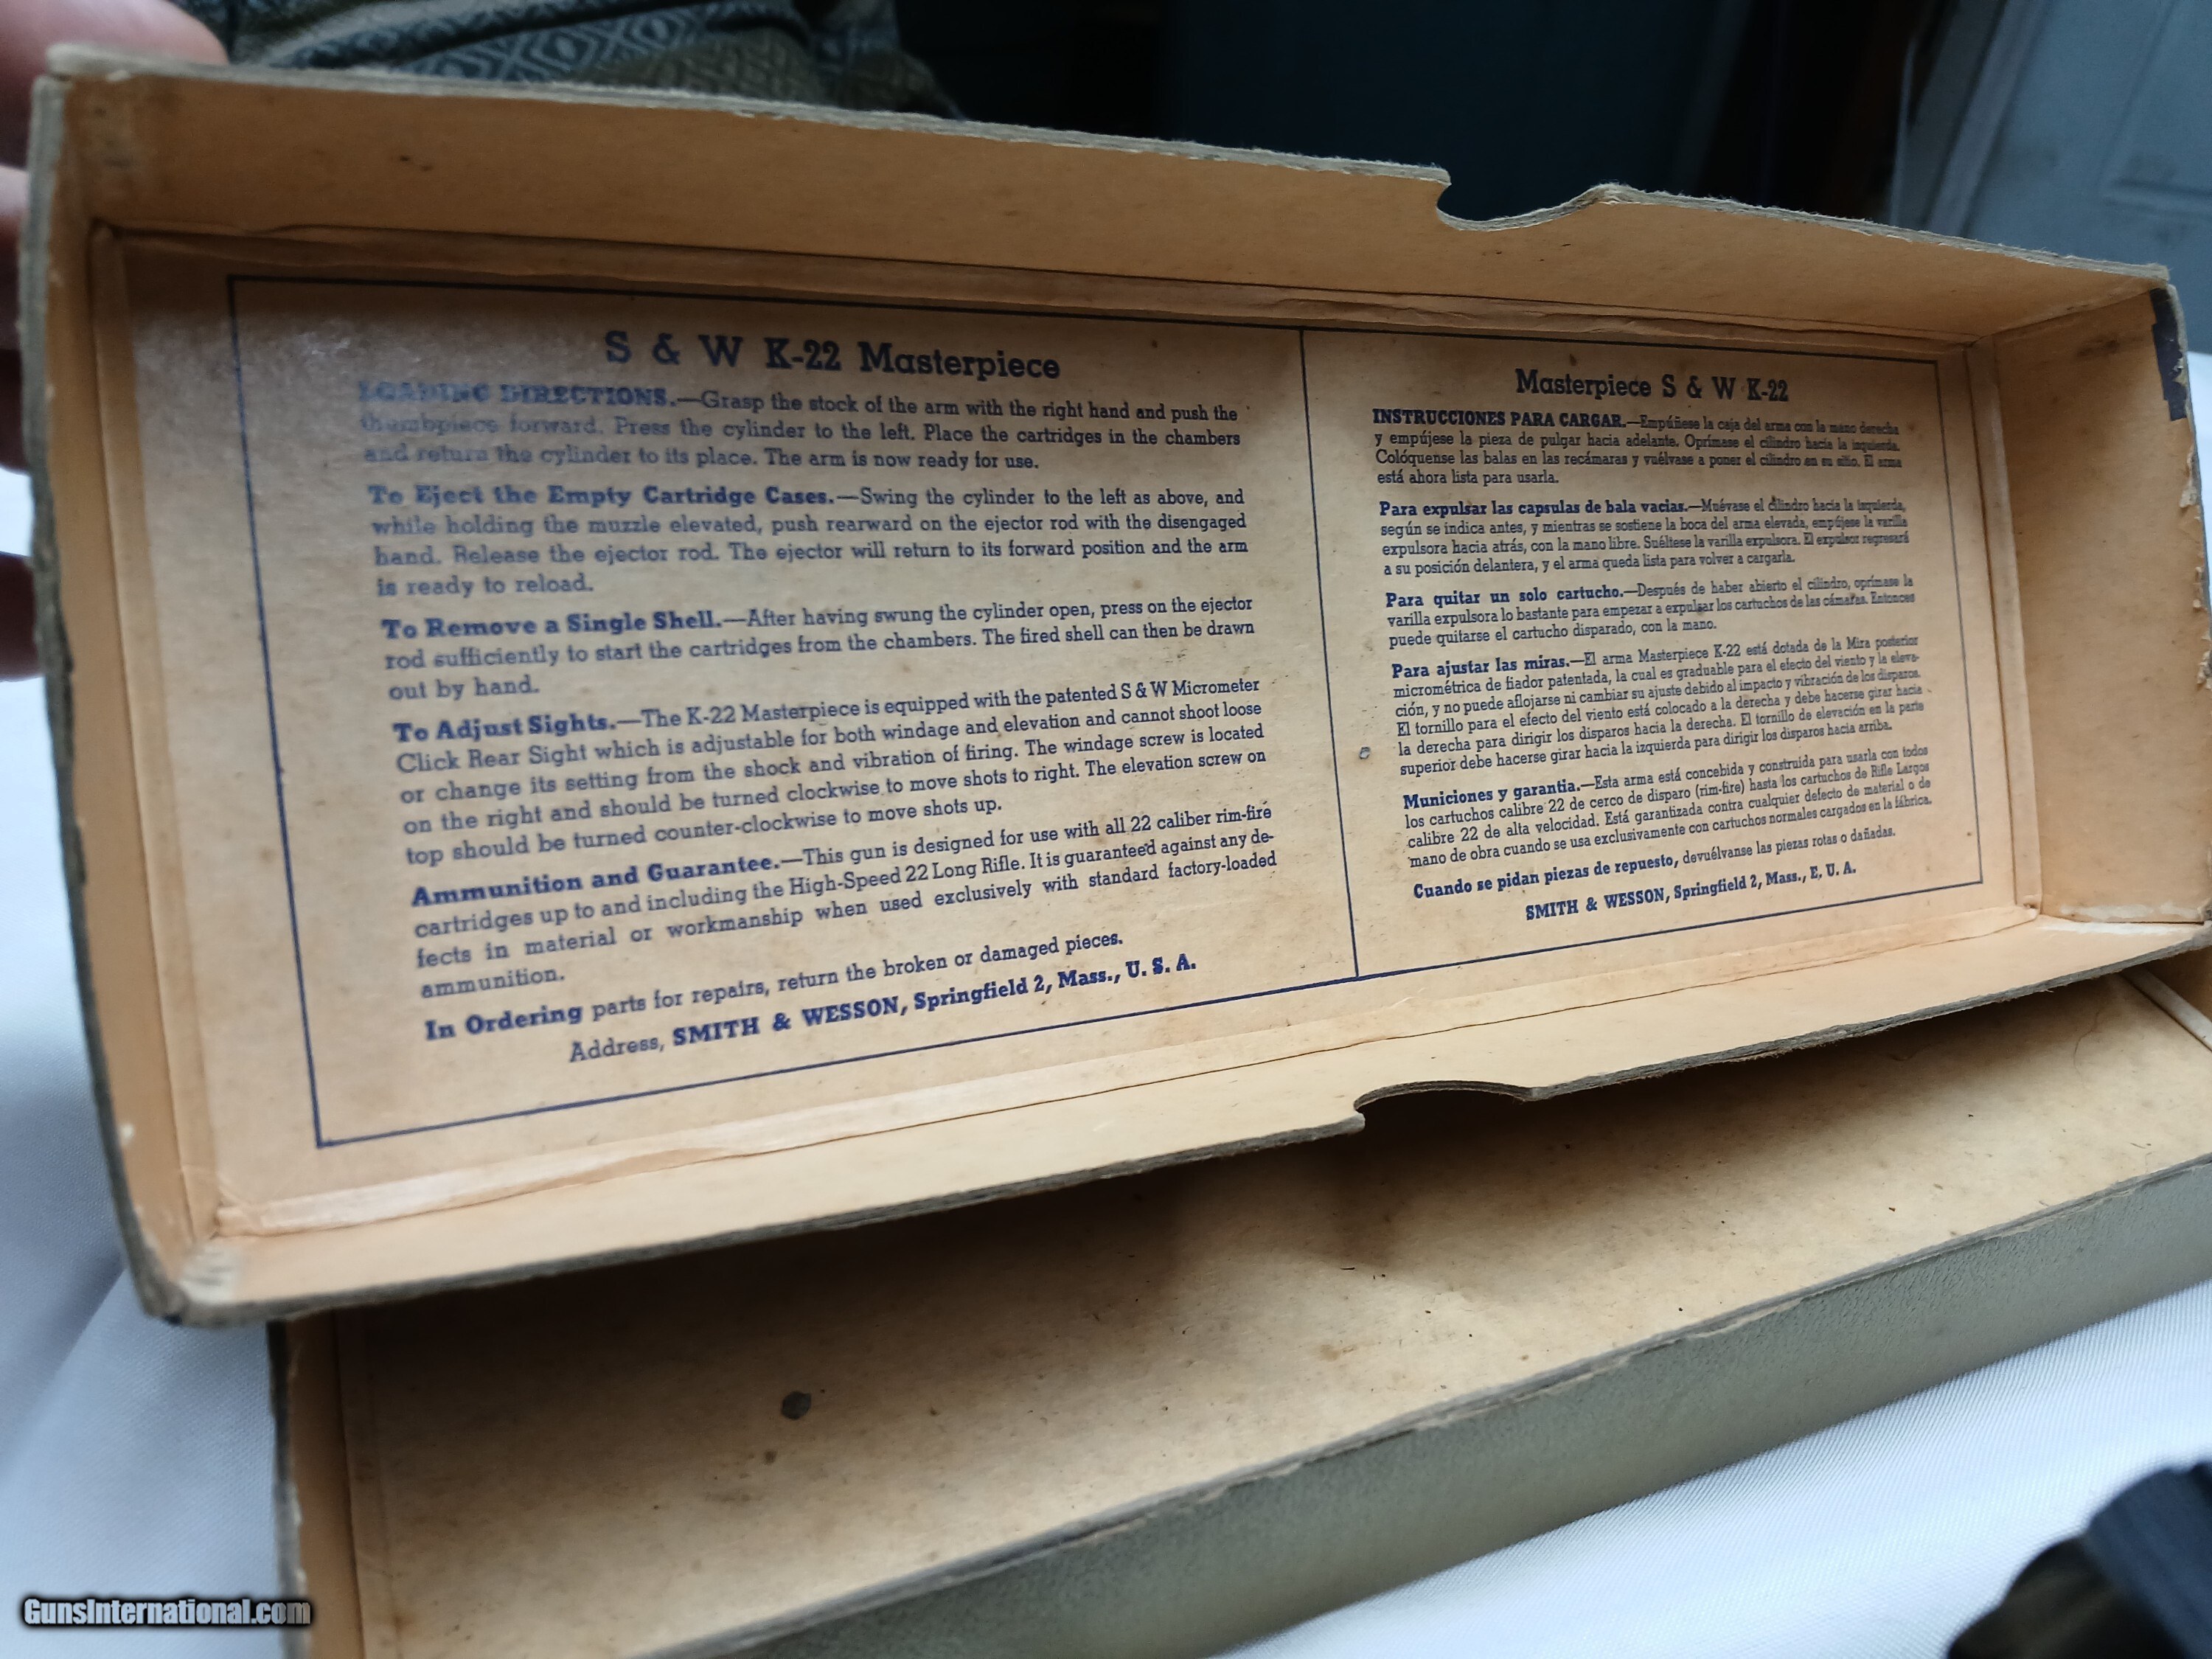 S & W K-22 Masterpiece
LOADING DIRECTIONS.—Grasp the stock of the arm with the right hand and push the
thumbpiece forward. Press the cylinder to the left. Place the cartridges in the chambers
and return the cylinder to its place. The arm is now ready for use.
To Eject the Empty Cartridge Cases.—Swing the cylinder to the left as above, and
while holding the muzzle elevated, push rearward on the ejector rod with the disengaged
hand. Release the ejector rod. The ejector will return to its forward position and the arm
is ready to reload.
To Remove a Single Shell.—After having swung the cylinder open, press on the ejector
rod sufficiently to start the cartridges from the chambers. The fired shell can then be drawn
out by hand.
To Adjust Sights.—The K-22 Masterpiece is equipped with the patented S & W Micrometer
Click Rear Sight which is adjustable for both windage and elevation and cannot shoot loose
or change its setting from the shock and vibration of firing. The windage screw is located
on the right and should be turned clockwise to move shots to right. The elevation screw on
top should be turned counter-clockwise to move shots up.
Ammunition and Guarantee.—This gun is designed for use with all 22 caliber rim-fire
cartridges up to and including the High-Speed 22 Long Rifle. It is guaranteed against any de-
fects in material or workmanship when used exclusively with standard factory-loaded
ammunition.
In Ordering parts for repairs, return the broken or damaged pieces.
Address, SMITH & WESSON, Springfield 2, Mass., U. S. A.
Masterpiece S & W K-22
INSTRUCCIONES PARA CARGAR.—Empúñese la caja del arma con la mano derecha
y empújese la pieza de pulgar hacia adelante. Oprímase el cilindro hacia la izquierda.
Colóquense las balas en las recámaras y vuélvase a poner el cilindro en su sitio. El arma
está ahora lista para usarla.
Para expulsar las capsulas de bala vacias.—Muévase el cilindro hacia la izquierda,
según se indica antes, y mientras se sostiene la boca del arma elevada, empújese la varilla
expulsora hacia atrás, con la mano libre. Suéltese la varilla expulsora. El expulsor regresará
a su posición delantera, y el arma queda lista para volver a cargarla.
Para quitar un solo cartucho.—Después de haber abierto el cilindro, oprímase la
varilla expulsora lo bastante para empezar a expulsar los cartuchos de las cámaras. Entonces
puede quitarse el cartucho disparado, con la mano.
Para ajustar las miras.—El arma Masterpiece K-22 está dotada de la Mira posterior
micrométrica de fiador patentada, la cual es graduable para el efecto del viento y la eleva-
ción, y no puede aflojarse ni cambiar su ajuste debido al impacto y vibración de los disparos.
El tornillo para el efecto del viento está colocado a la derecha y debe hacerse girar hacia
la derecha para dirigir los disparos hacia la derecha. El tornillo de elevación en la parte
superior debe hacerse girar hacia la izquierda para dirigir los disparos hacia arriba.
Municiones y garantia.—Esta arma está concebida y construida para usarla con todos
los cartuchos calibre 22 de cerco de disparo (rim-fire) hasta los cartuchos de Rifle Largos
calibre 22 de alta velocidad. Está garantizada contra cualquier defecto de material o de
mano de obra cuando se usa exclusivamente con cartuchos normales cargados en la fábrica.
Cuando se pidan piezas de repuesto, devuélvanse las piezas rotas o dañadas.
SMITH & WESSON, Springfield 2, Mass., E. U. A.
GunsInternational.com